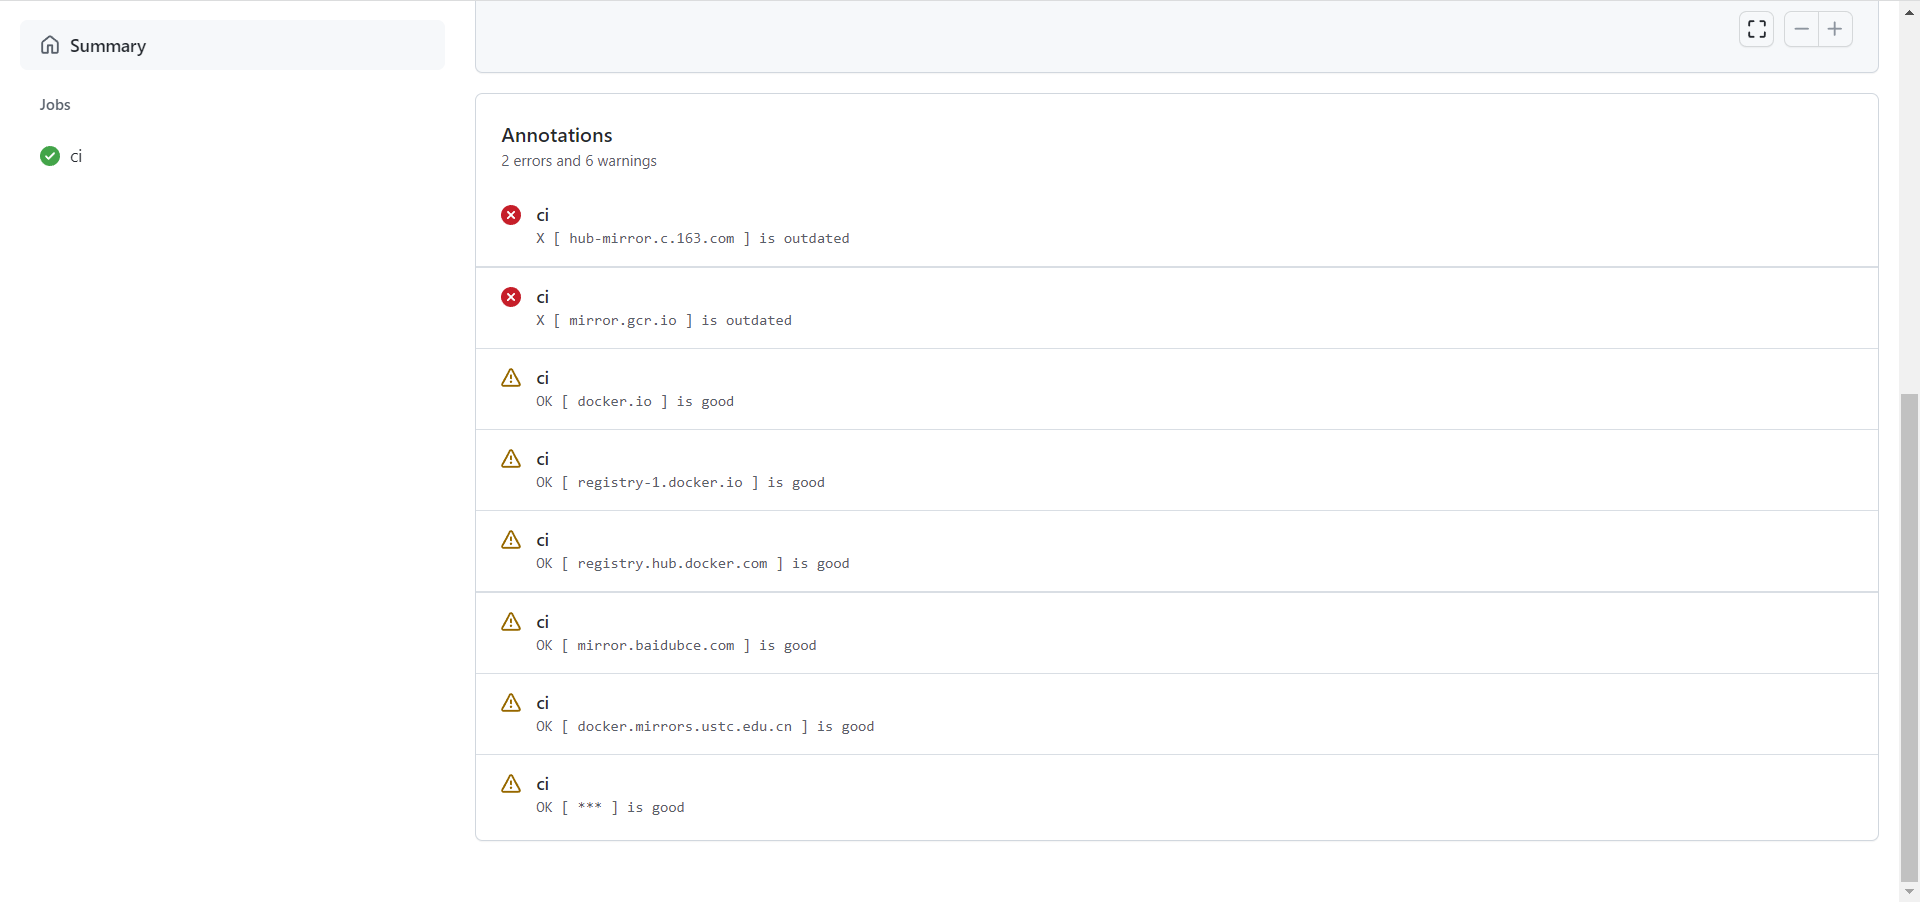 Summary
Jobs
ci
Annotations
2 errors and 6 warnings
ci
X [ hub-mirror.c.163.com ] is outdated
ci
X [ mirror.gcr.io ] is outdated
ci
OK [ docker.io ] is good
ci
OK [ registry-1.docker.io ] is good
ci
OK [ registry.hub.docker.com ] is good
ci
OK [ mirror.baidubce.com ] is good
ci
OK [ docker.mirrors.ustc.edu.cn ] is good
ci
OK [ *** ] is good